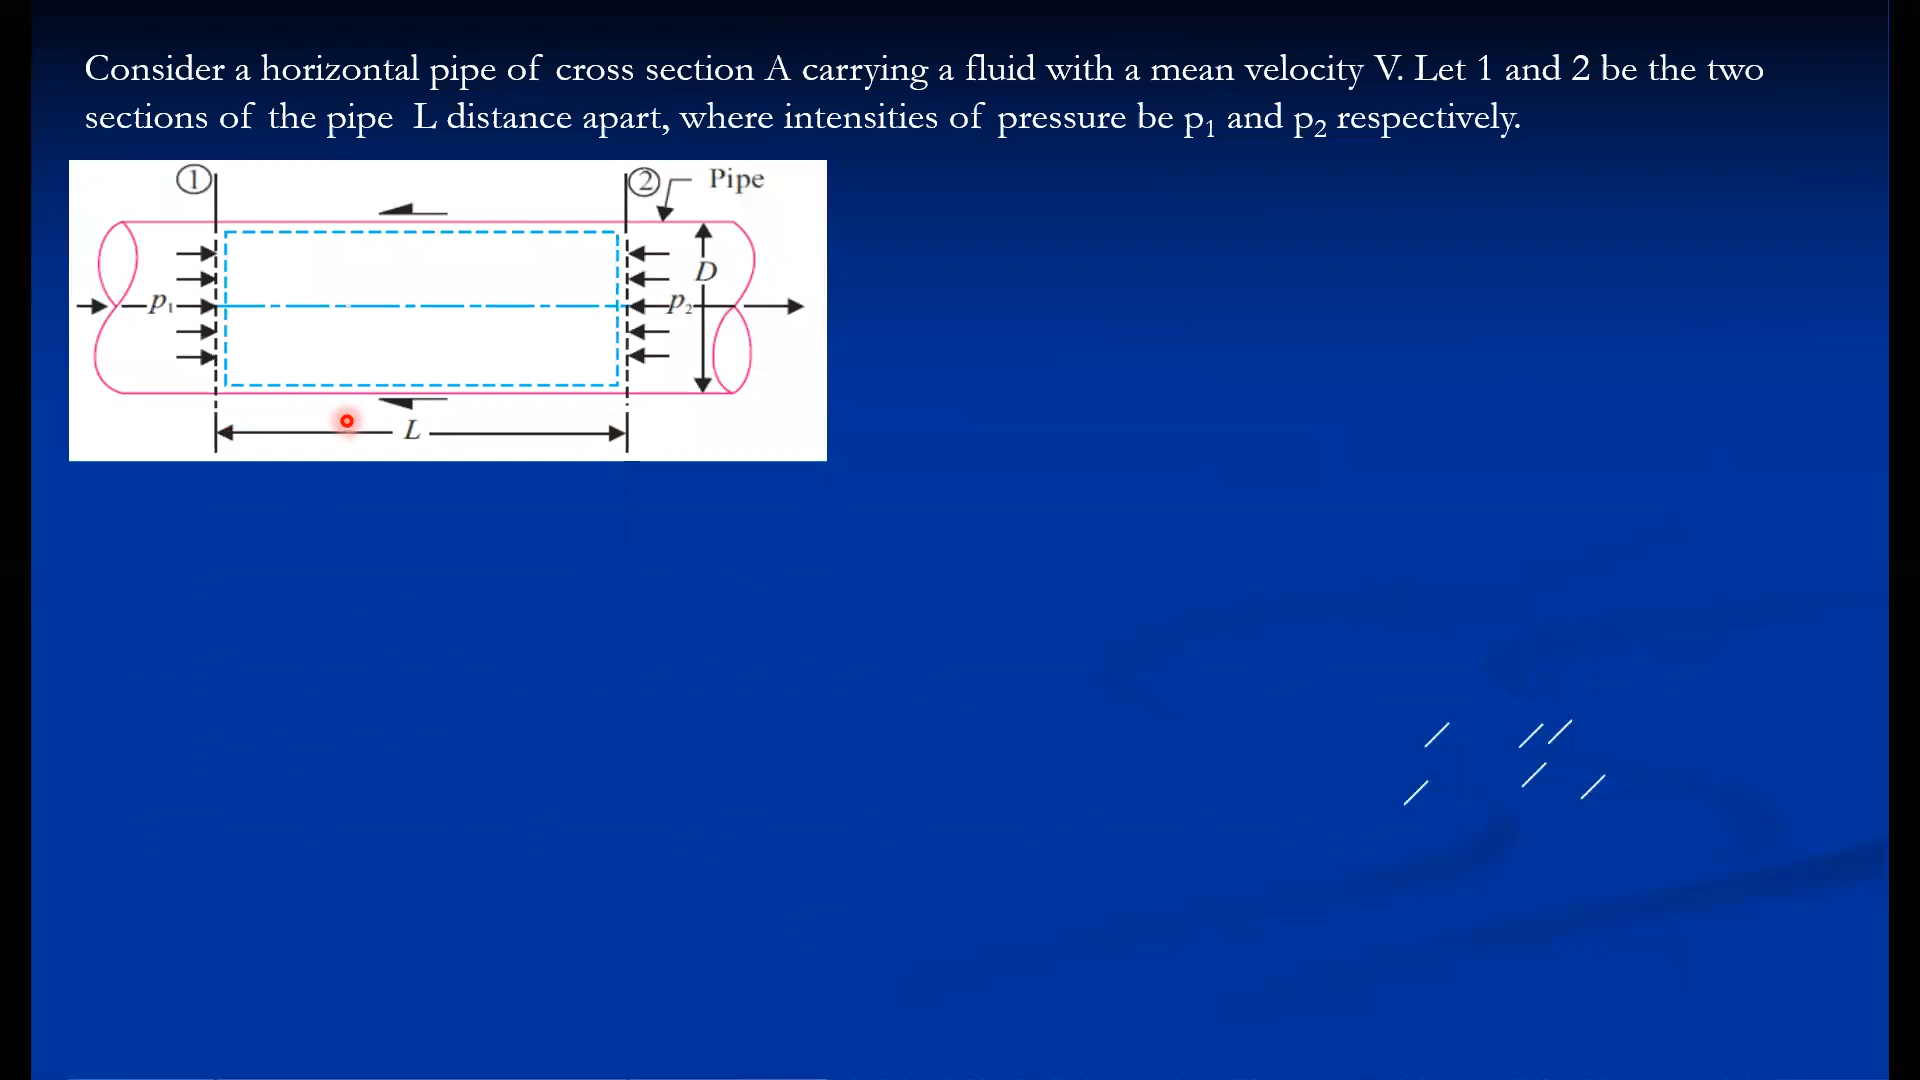 Consider a horizontal pipe of cross section A carrying a fluid with a mean velocity V. Let 1 and 2 be the two
sections of the pipe L distance apart, where intensities of pressure be p₁ and p₂ respectively.
① ② Pipe
D
p₁ p₂
L